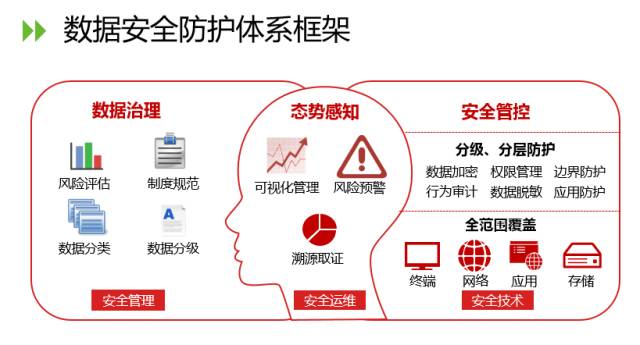 数据安全防护体系框架
数据治理
风险评估 制度规范
数据分类 数据分级
A
安全管理
态势感知
可视化管理 风险预警
溯源取证
安全运维
安全管控
分级、分层防护
数据加密 权限管理 边界防护
行为审计 数据脱敏 应用防护
全范围覆盖
终端 网络 应用 存储
安全技术